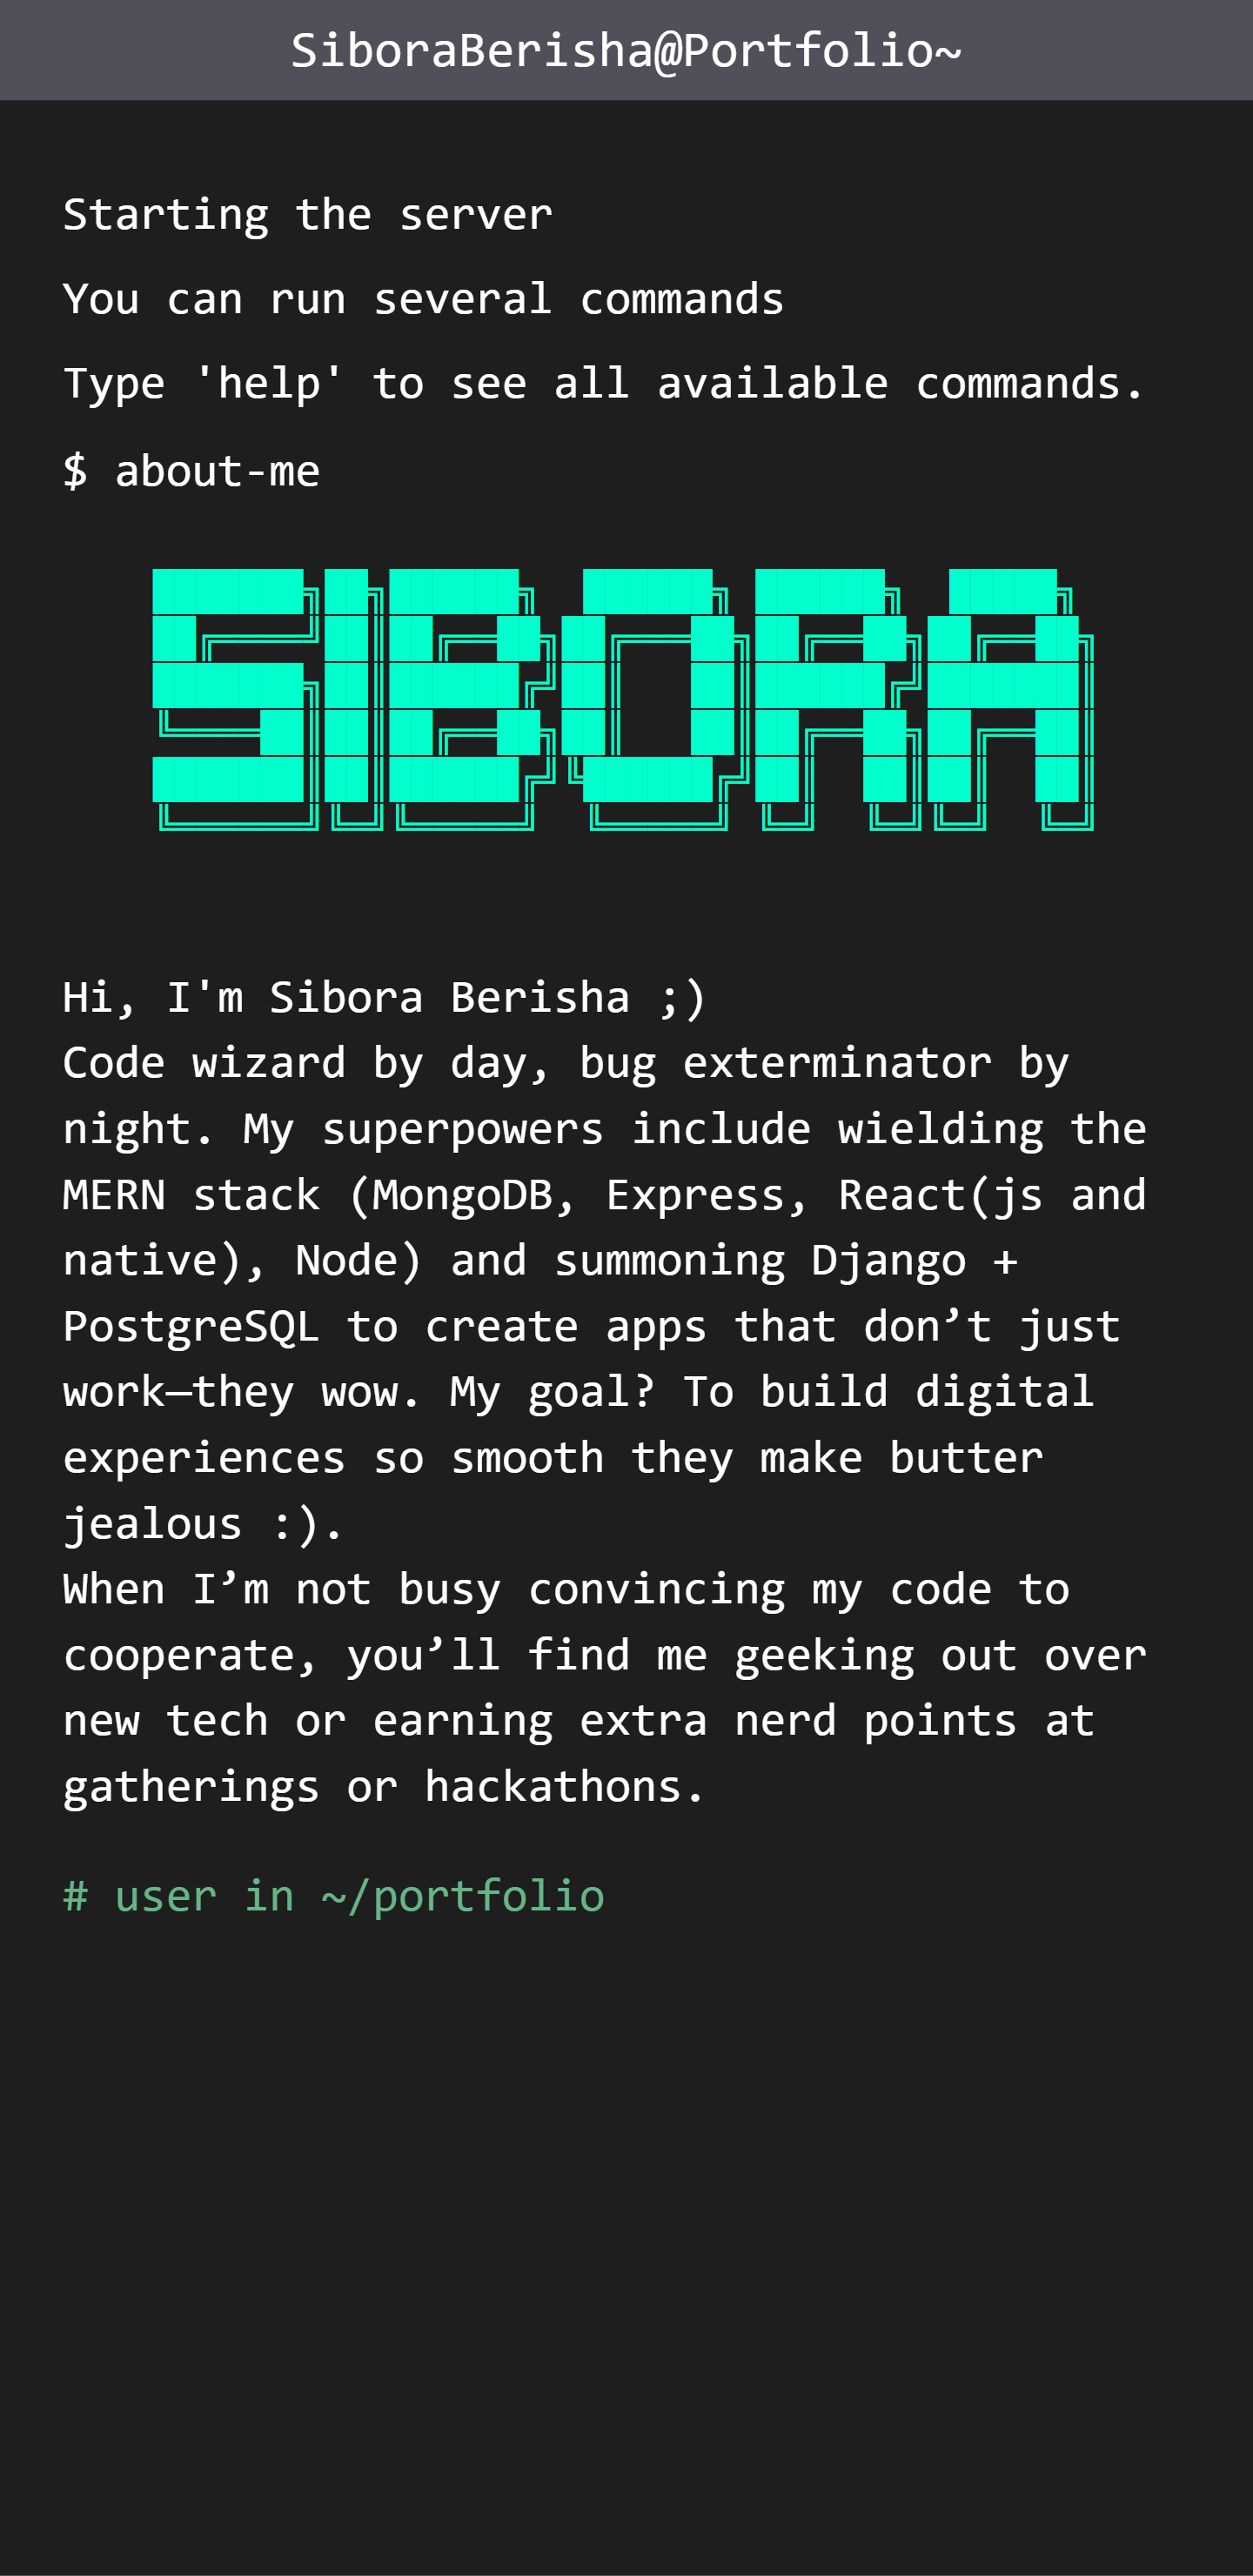 SiboraBerisha@Portfolio~
Starting the server
You can run several commands
Type 'help' to see all available commands.
$ about-me
SIBORA
Hi, I'm Sibora Berisha ;)
Code wizard by day, bug exterminator by
night. My superpowers include wielding the
MERN stack (MongoDB, Express, React(js and
native), Node) and summoning Django +
PostgreSQL to create apps that don’t just
work—they wow. My goal? To build digital
experiences so smooth they make butter
jealous :).
When I’m not busy convincing my code to
cooperate, you’ll find me geeking out over
new tech or earning extra nerd points at
gatherings or hackathons.
# user in ~/portfolio